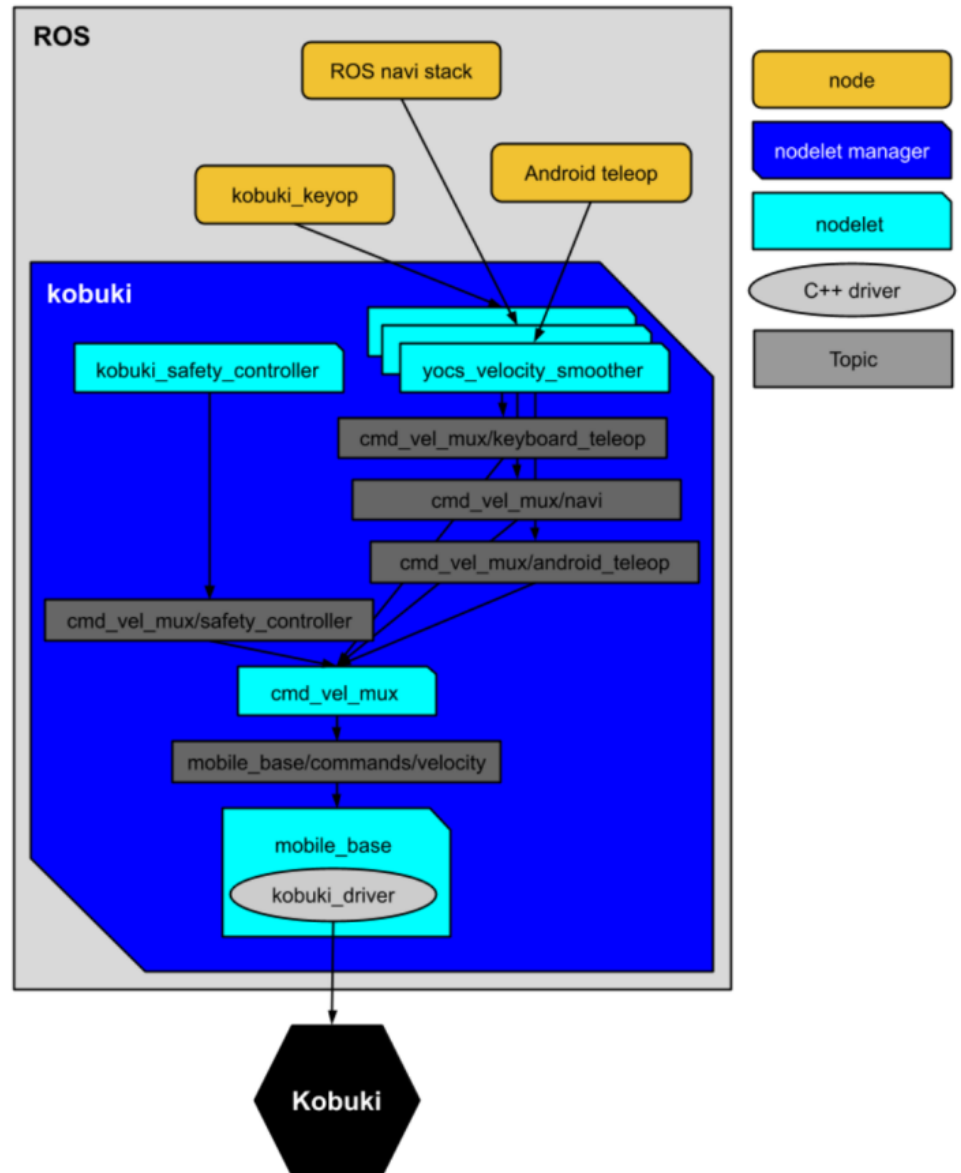 ROS
ROS navi stack
Android teleop
kobuki_keyop
kobuki
kobuki_safety_controller
yocs_velocity_smoother
cmd_vel_mux/keyboard_teleop
cmd_vel_mux/navi
cmd_vel_mux/android_teleop
cmd_vel_mux/safety_controller
cmd_vel_mux
mobile_base/commands/velocity
mobile_base
kobuki_driver
Kobuki
node
nodelet manager
nodelet
C++ driver
Topic